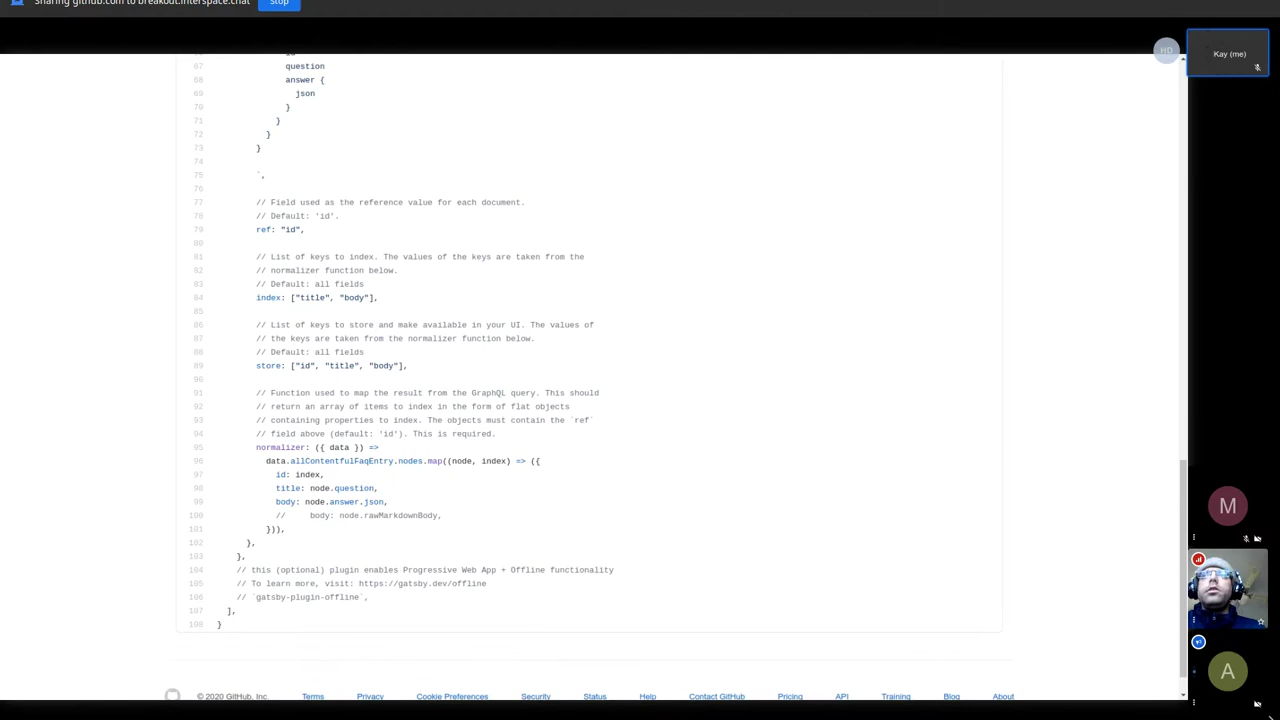 Sharing github.com to breakout.interspace.chat
Stop
HD
Kay (me)
67 question
68 answer {
69 json
70 }
71 }
72 }
73 }
74
75 `,
76
77 // Field used as the reference value for each document.
78 // Default: 'id'.
79 ref: "id",
80
81 // List of keys to index. The values of the keys are taken from the
82 // normalizer function below.
83 // Default: all fields
84 index: ["title", "body"],
85
86 // List of keys to store and make available in your UI. The values of
87 // the keys are taken from the normalizer function below.
88 // Default: all fields
89 store: ["id", "title", "body"],
90
91 // Function used to map the result from the GraphQL query. This should
92 // return an array of items to index in the form of flat objects
93 // containing properties to index. The objects must contain the `ref`
94 // field above (default: 'id'). This is required.
95 normalizer: ({ data }) =>
96 data.allContentfulFaqEntry.nodes.map((node, index) => ({
97 id: index,
98 title: node.question,
99 body: node.answer.json,
100 // body: node.rawMarkdownBody,
101 })),
102 },
103 },
104 // this (optional) plugin enables Progressive Web App + Offline functionality
105 // To learn more, visit: https://gatsby.dev/offline
106 // `gatsby-plugin-offline`,
107 ],
108 }
M
A
© 2020 GitHub, Inc. Terms Privacy Cookie Preferences Security Status Help Contact GitHub Pricing API Training Blog About